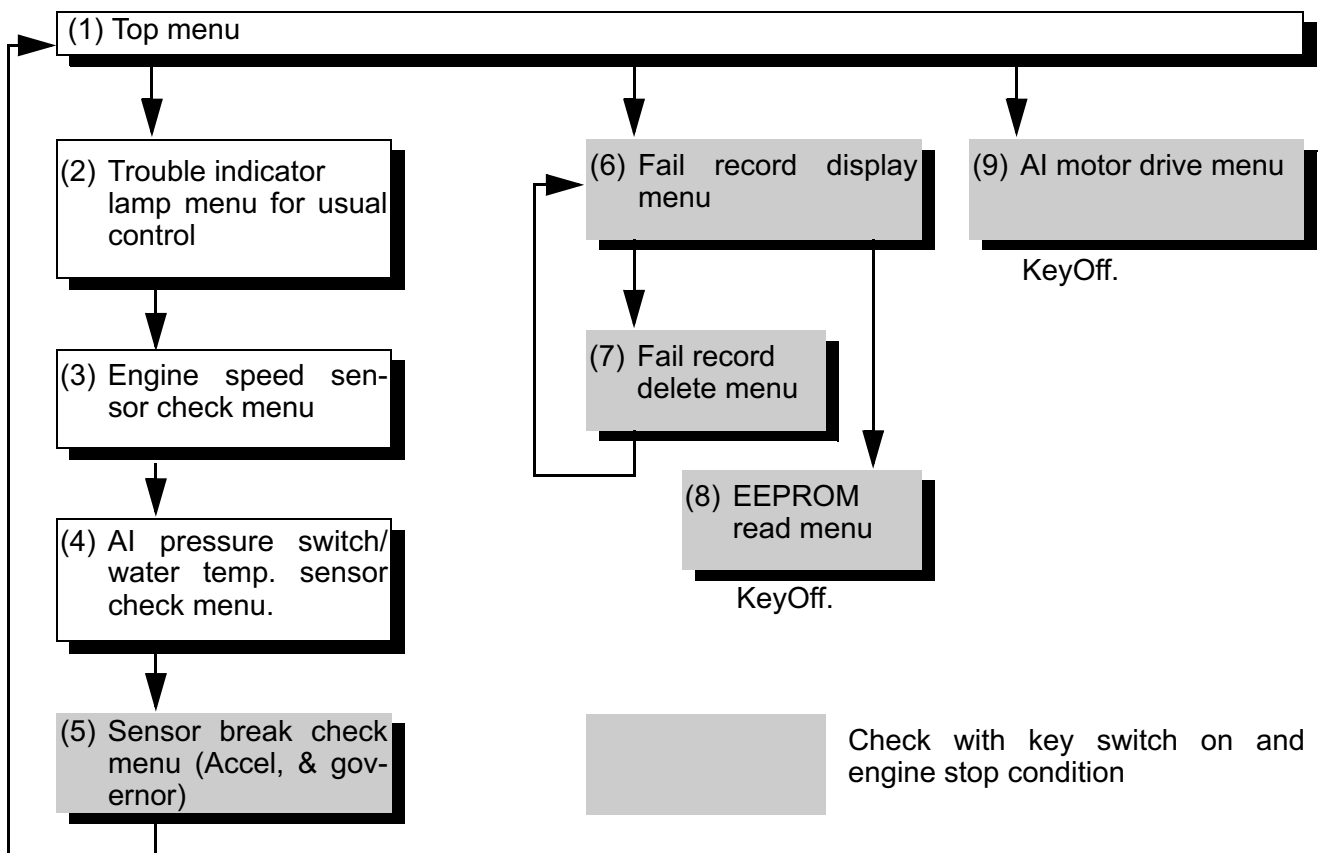 (1) Top menu
(2) Trouble indicator
lamp menu for usual
control
(3) Engine speed sen-
sor check menu
(4) AI pressure switch/
water temp. sensor
check menu.
(5) Sensor break check
menu (Accel, & gov-
ernor)
(6) Fail record display
menu
(7) Fail record
delete menu
(8) EEPROM
read menu
KeyOff.
(9) AI motor drive menu
KeyOff.
Check with key switch on and
engine stop condition